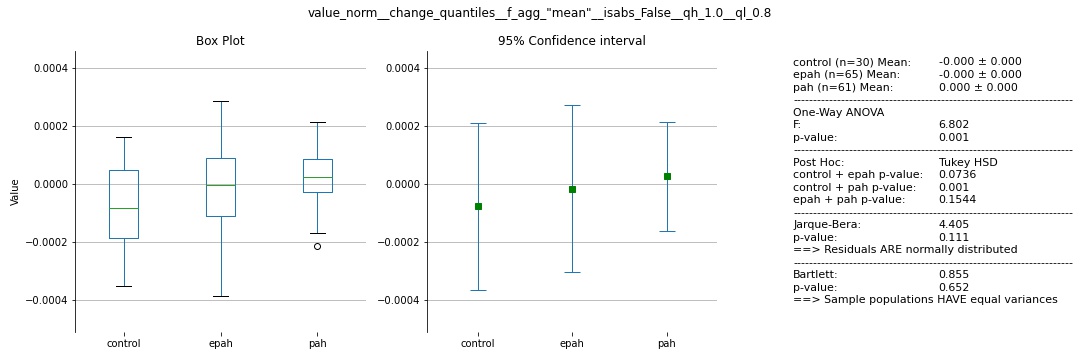 value_norm__change_quantiles__f_agg_"mean"__isabs_False__qh_1.0__ql_0.8
Box Plot
0.0004
0.0002
0.0000
−0.0002
−0.0004
Value
control epah pah
95% Confidence interval
0.0004
0.0002
0.0000
−0.0002
−0.0004
control epah pah
control (n=30) Mean: -0.000 ± 0.000
epah (n=65) Mean: -0.000 ± 0.000
pah (n=61) Mean: 0.000 ± 0.000
One-Way ANOVA
F: 6.802
p-value: 0.001
Post Hoc: Tukey HSD
control + epah p-value: 0.0736
control + pah p-value: 0.001
epah + pah p-value: 0.1544
Jarque-Bera: 4.405
p-value: 0.111
==> Residuals ARE normally distributed
Bartlett: 0.855
p-value: 0.652
==> Sample populations HAVE equal variances